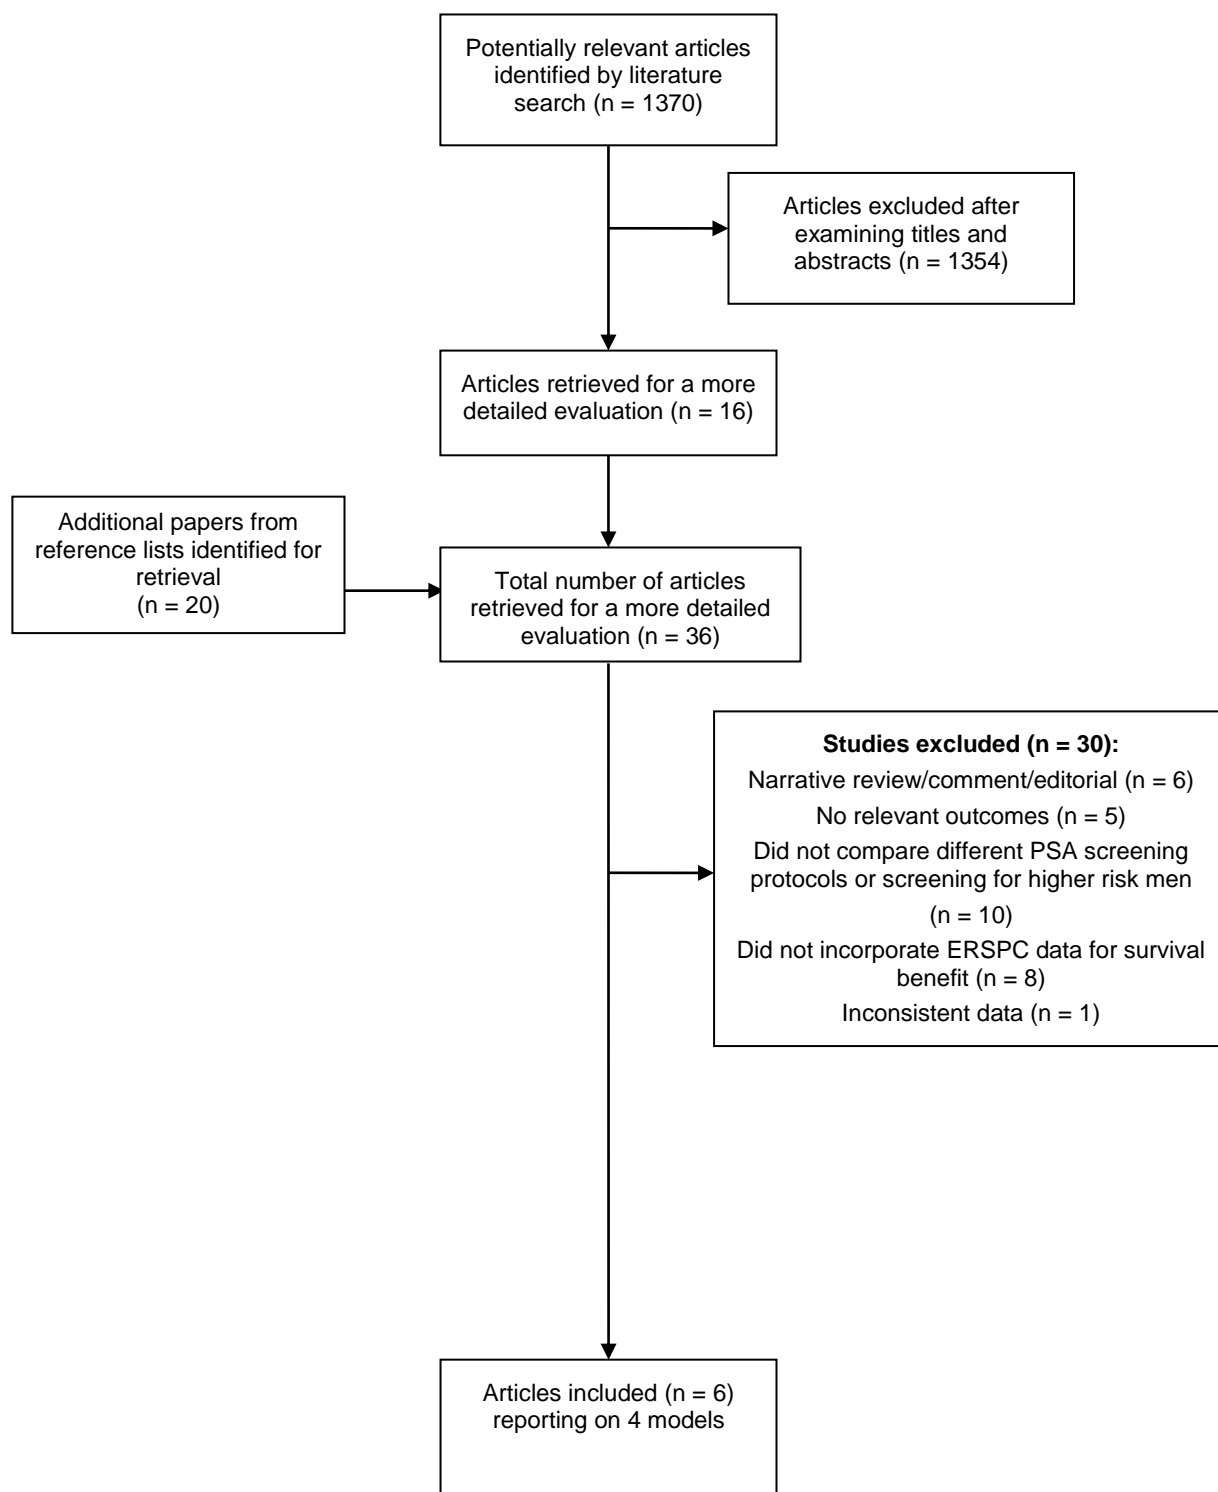 Potentially relevant articles
identified by literature
search (n = 1370)
Articles excluded after
examining titles and
abstracts (n = 1354)
Articles retrieved for a more
detailed evaluation (n = 16)
Additional papers from
reference lists identified for
retrieval
(n = 20)
Total number of articles
retrieved for a more detailed
evaluation (n = 36)
Studies excluded (n = 30):
Narrative review/comment/editorial (n = 6)
No relevant outcomes (n = 5)
Did not compare different PSA screening
protocols or screening for higher risk men
(n = 10)
Did not incorporate ERSPC data for survival
benefit (n = 8)
Inconsistent data (n = 1)
Articles included (n = 6)
reporting on 4 models